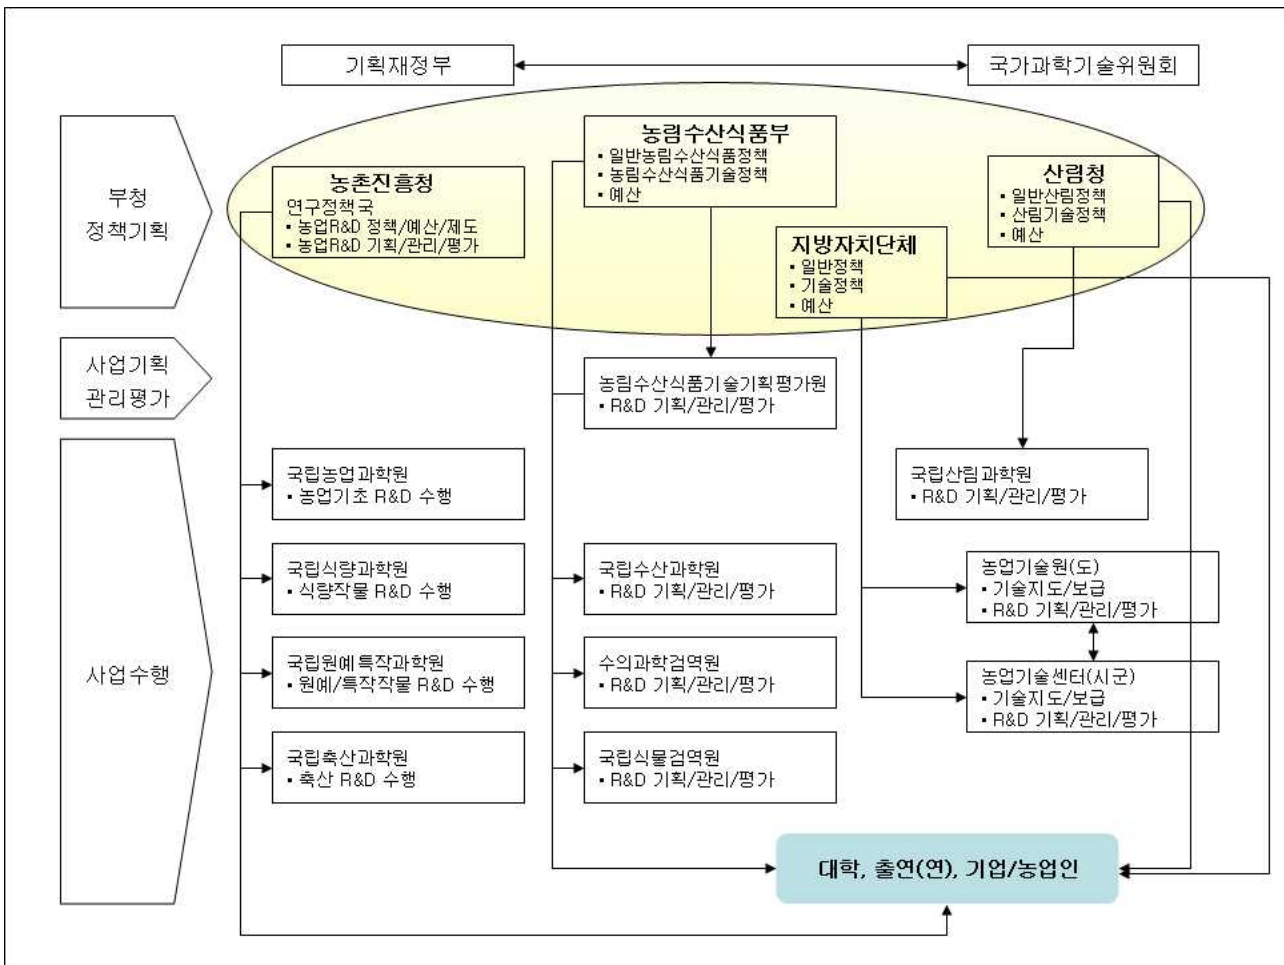 기획재정부
국가과학기술위원회
부청
정책기획
농촌진흥청
연구정책국
▪ 농업R&D 정책/예산/제도
▪ 농업R&D 기획/관리/평가
농림수산식품부
▪ 일반농림수산식품정책
▪ 농림수산식품기술정책
▪ 예산
지방자치단체
▪ 일반정책
▪ 기술정책
▪ 예산
산림청
▪ 일반산림정책
▪ 산림기술정책
▪ 예산
사업기획
관리평가
농림수산식품기술기획평가원
▪ R&D 기획/관리/평가
사업수행
국립농업과학원
▪ 농업기초 R&D 수행
국립산림과학원
▪ R&D 기획/관리/평가
국립식량과학원
▪ 식량작물 R&D 수행
국립수산과학원
▪ R&D 기획/관리/평가
농업기술원(도)
▪ 기술지도/보급
▪ R&D 기획/관리/평가
국립원예특작과학원
▪ 원예/특작작물 R&D 수행
수의과학검역원
▪ R&D 기획/관리/평가
농업기술센터(시군)
▪ 기술지도/보급
▪ R&D 기획/관리/평가
국립축산과학원
▪ 축산 R&D 수행
국립식물검역원
▪ R&D 기획/관리/평가
대학, 출연(연), 기업/농업인